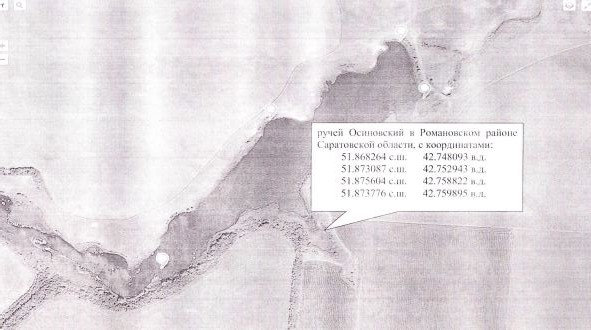 ручей Осиновский в Романовском районе
Саратовской области, с координатами:
51.868264 с.ш. 42.748093 в.д.
51.873087 с.ш. 42.752943 в.д.
51.875604 с.ш. 42.758822 в.д.
51.873776 с.ш. 42.759895 в.д.